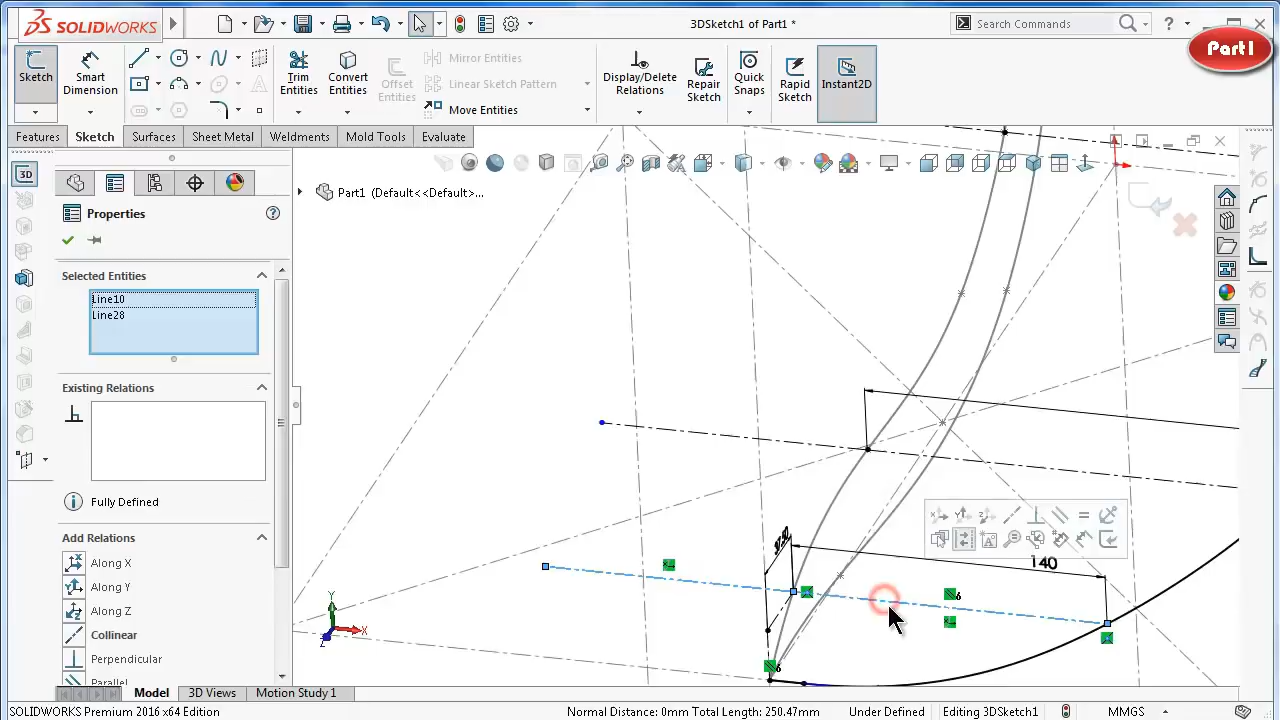 SOLIDWORKS
3DSketch1 of Part1 *
Search Commands
?
Part1
Sketch
Smart
Dimension
Trim
Entities
Convert
Entities
Offset
Entities
Mirror Entities
Linear Sketch Pattern
Move Entities
Display/Delete
Relations
Repair
Sketch
Quick
Snaps
Rapid
Sketch
Instant2D
Features
Sketch
Surfaces
Sheet Metal
Weldments
Mold Tools
Evaluate
3D
Properties
?
Part1 (Default<<Default>...
Selected Entities
Line10
Line28
Existing Relations
Fully Defined
Add Relations
Along X
Along Y
Along Z
Collinear
Perpendicular
Parallel
140
6
6
Y
X
Z
Model
3D Views
Motion Study 1
SOLIDWORKS Premium 2016 x64 Edition
Normal Distance: 0mm Total Length: 250.47mm
Under Defined
Editing 3DSketch1
MMGS